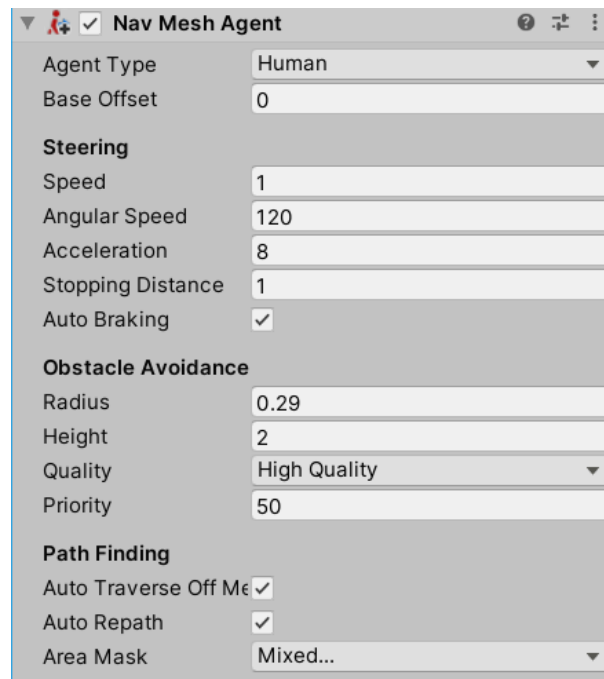 Nav Mesh Agent
Agent Type Human
Base Offset 0
Steering
Speed 1
Angular Speed 120
Acceleration 8
Stopping Distance 1
Auto Braking
Obstacle Avoidance
Radius 0.29
Height 2
Quality High Quality
Priority 50
Path Finding
Auto Traverse Off Me
Auto Repath
Area Mask Mixed...